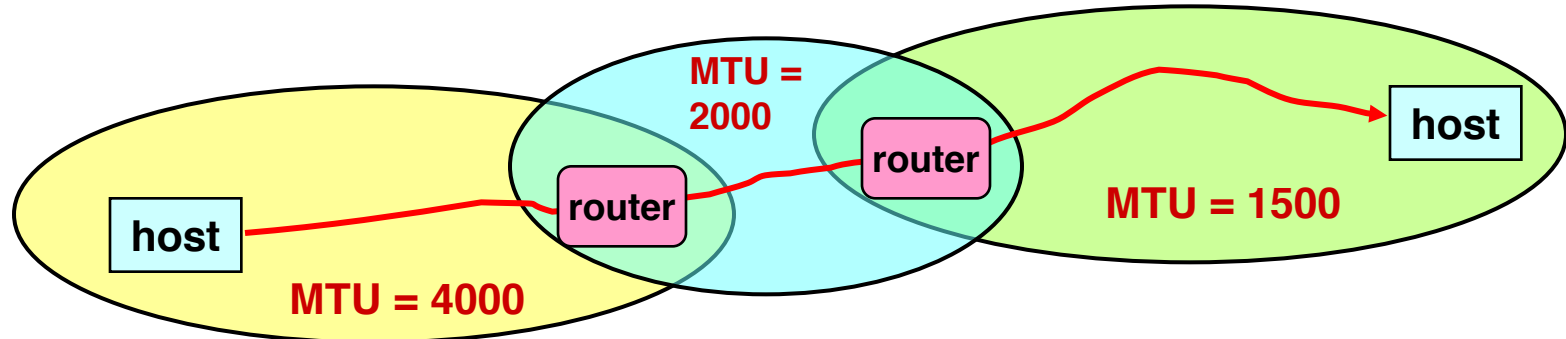 host
MTU = 4000
router
MTU =
2000
router
MTU = 1500
host